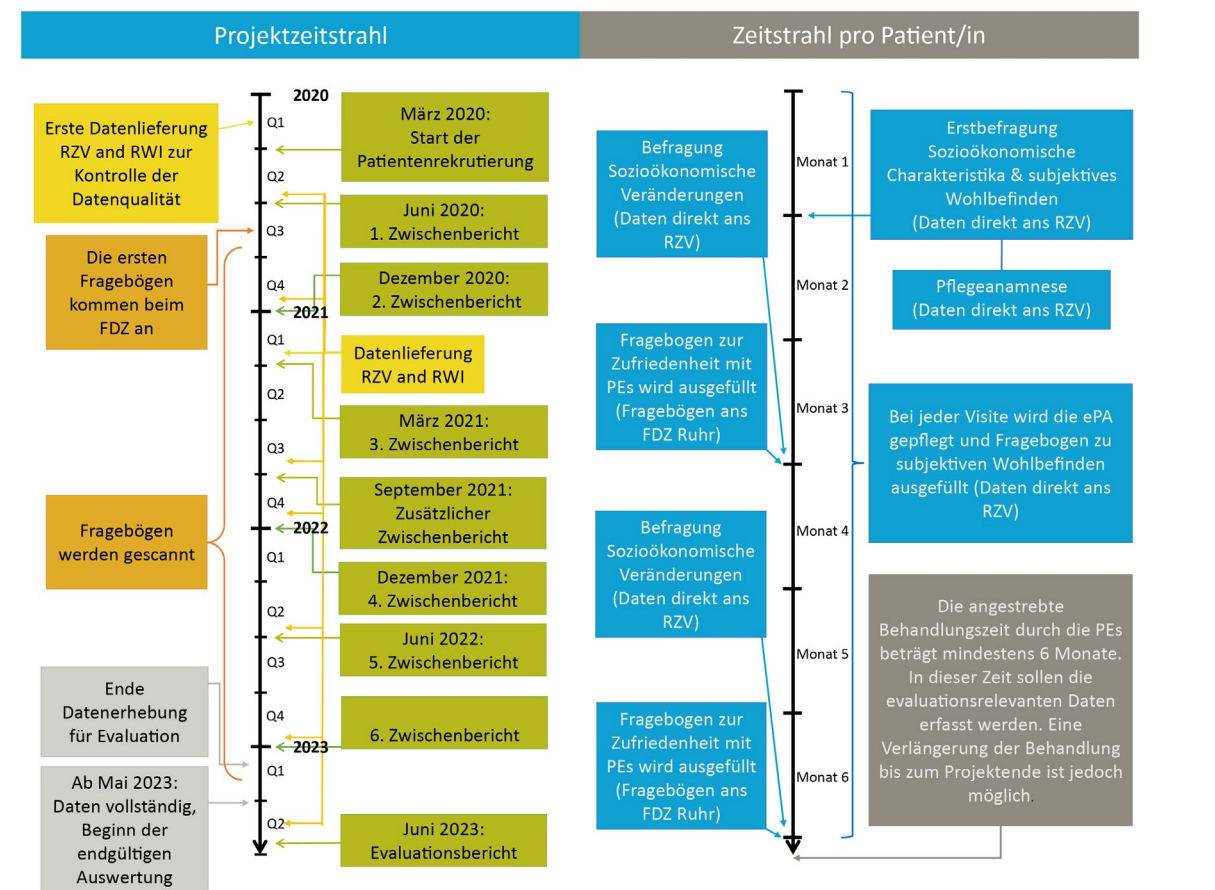 Projektzeitstrahl
Zeitstrahl pro Patient/in
2020
Q1
Q2
Q3
Q4
2021
Q1
Q2
Q3
Q4
2022
Q1
Q2
Q3
Q4
2023
Q1
Q2
Erste Datenlieferung
RZV and RWI zur
Kontrolle der
Datenqualität
Die ersten
Fragebögen
kommen beim
FDZ an
Fragebögen
werden gescannt
Ende
Datenerhebung
für Evaluation
Ab Mai 2023:
Daten vollständig,
Beginn der
endgültigen
Auswertung
März 2020:
Start der
Patientenrekrutierung
Juni 2020:
1. Zwischenbericht
Dezember 2020:
2. Zwischenbericht
Datenlieferung
RZV and RWI
März 2021:
3. Zwischenbericht
September 2021:
Zusätzlicher
Zwischenbericht
Dezember 2021:
4. Zwischenbericht
Juni 2022:
5. Zwischenbericht
6. Zwischenbericht
Juni 2023:
Evaluationsbericht
Befragung
Sozioökonomische
Veränderungen
(Daten direkt ans
RZV)
Fragebogen zur
Zufriedenheit mit
PEs wird ausgefüllt
(Fragebögen ans
FDZ Ruhr)
Befragung
Sozioökonomische
Veränderungen
(Daten direkt ans
RZV)
Fragebogen zur
Zufriedenheit mit
PEs wird ausgefüllt
(Fragebögen ans
FDZ Ruhr)
Monat 1
Monat 2
Monat 3
Monat 4
Monat 5
Monat 6
Erstbefragung
Sozioökonomische
Charakteristika & subjektives
Wohlbefinden
(Daten direkt ans RZV)
Pflegeanamnese
(Daten direkt ans RZV)
Bei jeder Visite wird die ePA
gepflegt und Fragebogen zu
subjektiven Wohlbefinden
ausgefüllt (Daten direkt ans
RZV)
Die angestrebte
Behandlungszeit durch die PEs
beträgt mindestens 6 Monate.
In dieser Zeit sollen die
evaluationsrelevanten Daten
erfasst werden. Eine
Verlängerung der Behandlung
bis zum Projektende ist jedoch
möglich.